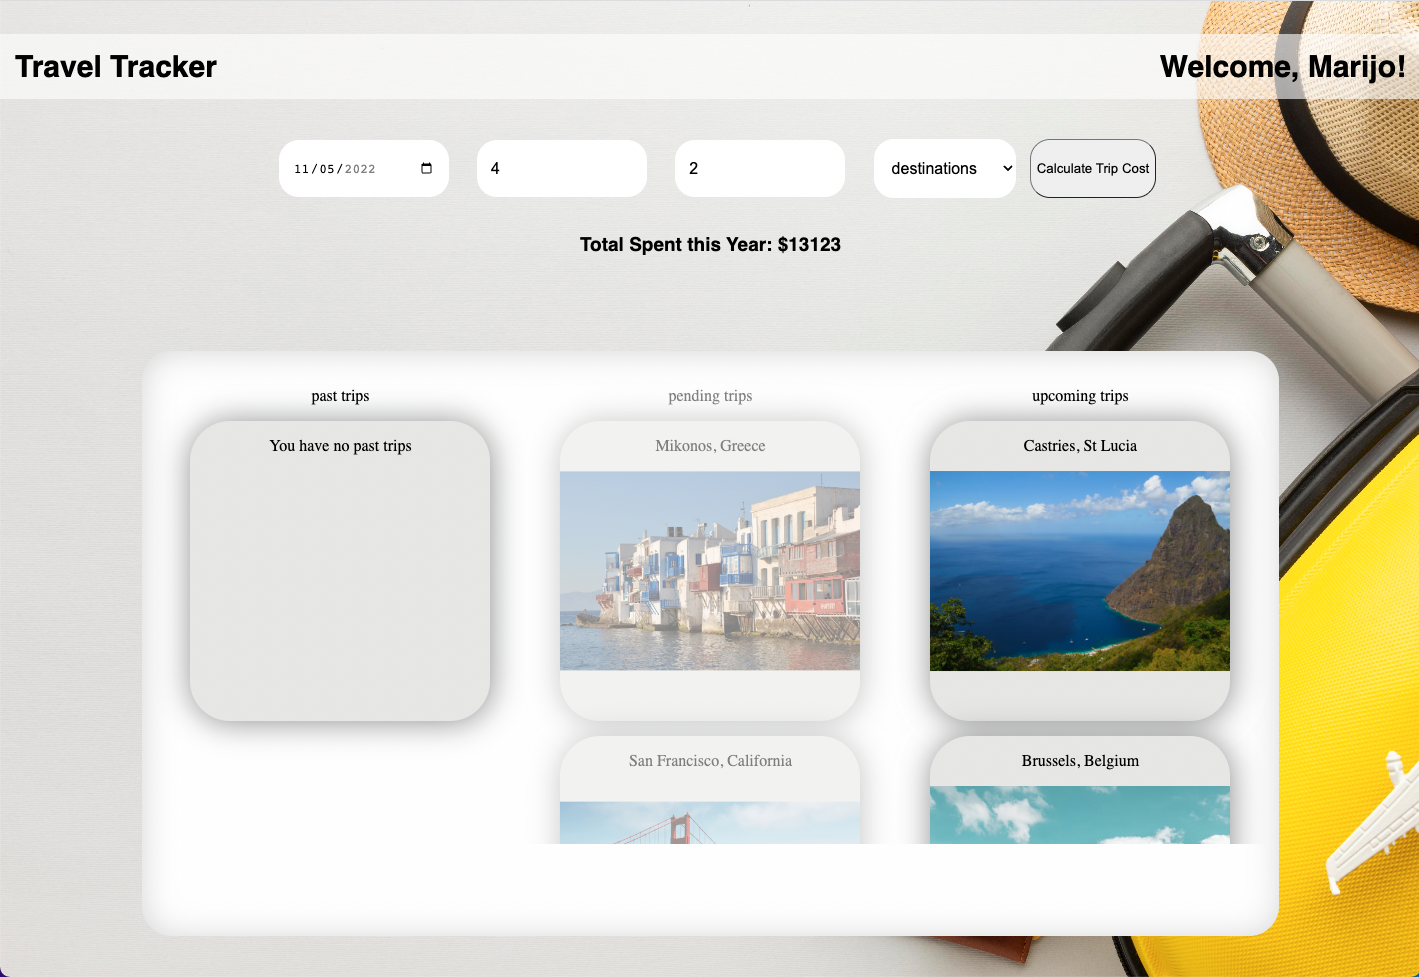 Travel Tracker
Welcome, Marijo!
11/05/2022
4
2
destinations
Calculate Trip Cost
Total Spent this Year: $13123
past trips
pending trips
upcoming trips
You have no past trips
Mikonos, Greece
Castries, St Lucia
San Francisco, California
Brussels, Belgium